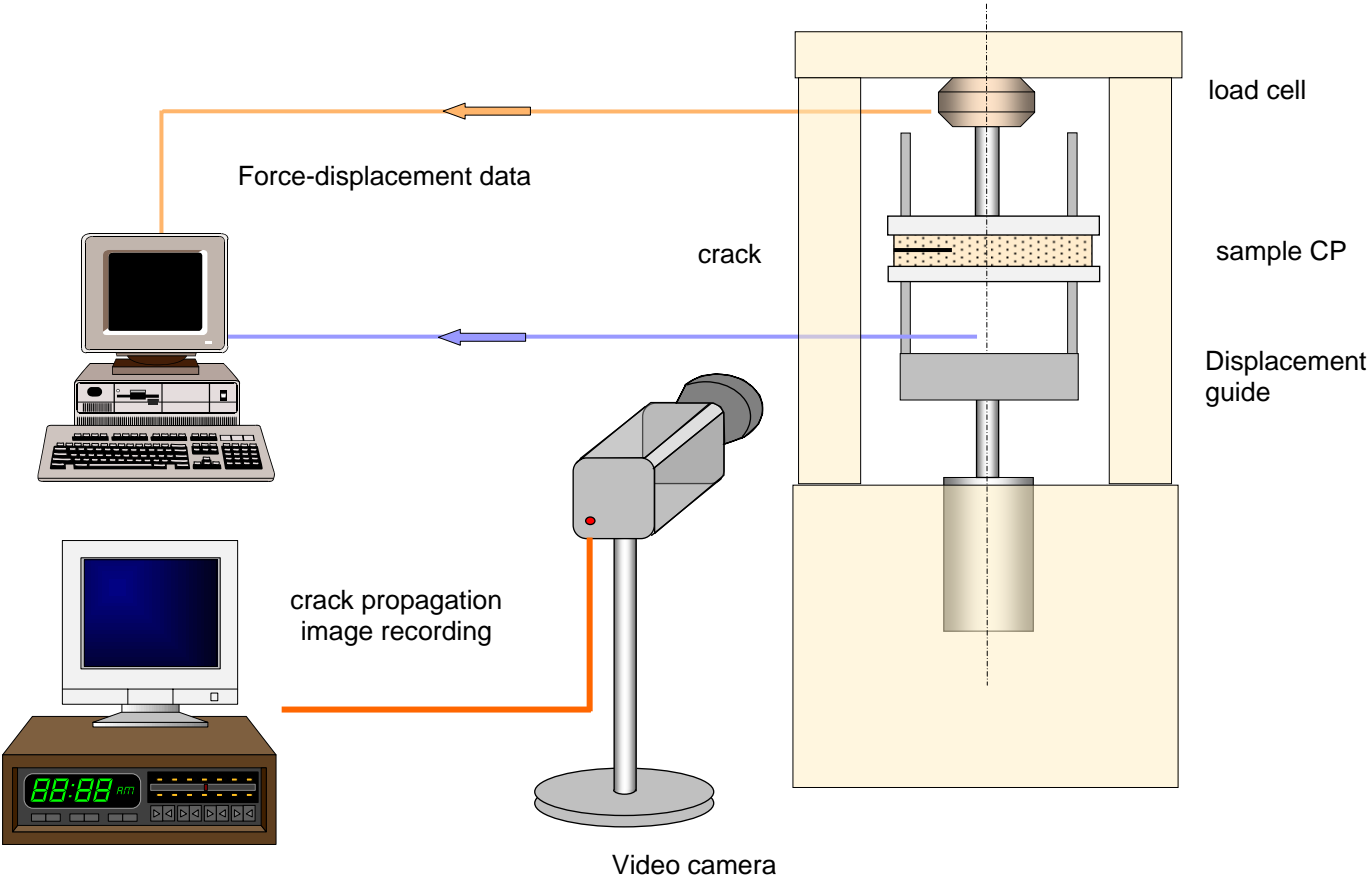 load cell
Force-displacement data
crack
sample CP
Displacement
guide
crack propagation
image recording
88:88 AM
Video camera